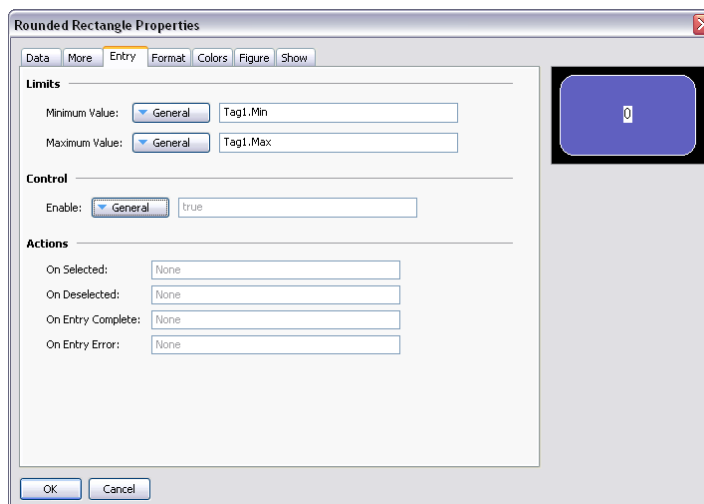 Rounded Rectangle Properties
Data More Entry Format Colors Figure Show
Limits
Minimum Value: General Tag1.Min
Maximum Value: General Tag1.Max
0
Control
Enable: General true
Actions
On Selected: None
On Deselected: None
On Entry Complete: None
On Entry Error: None
OK Cancel